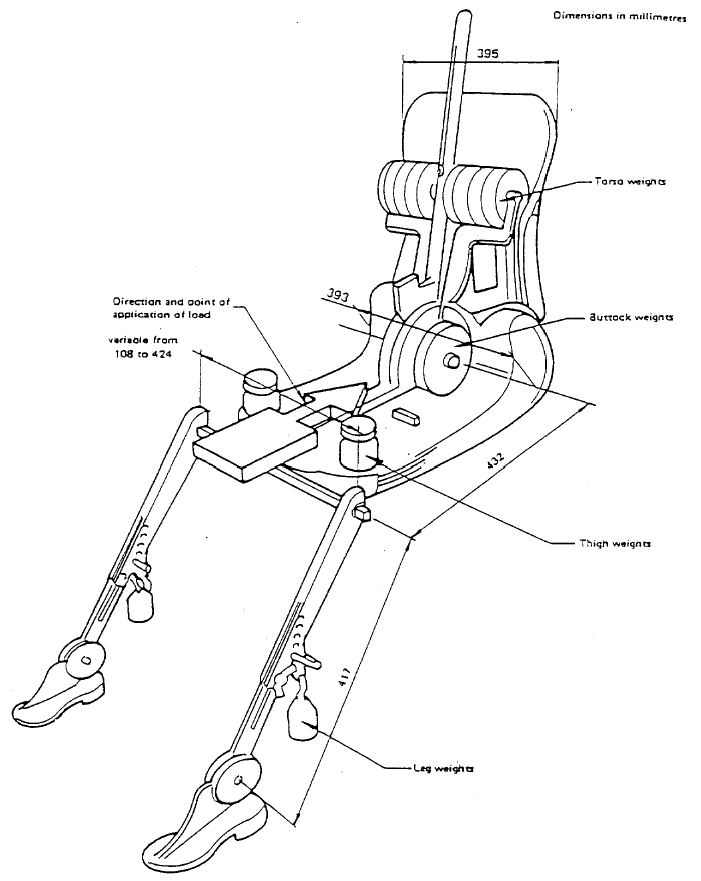 Dimensions in millimetres
395
Torso weights
393
Direction and point of
application of load
Buttock weights
variable from
108 to 424
432
Thigh weights
417
Leg weights